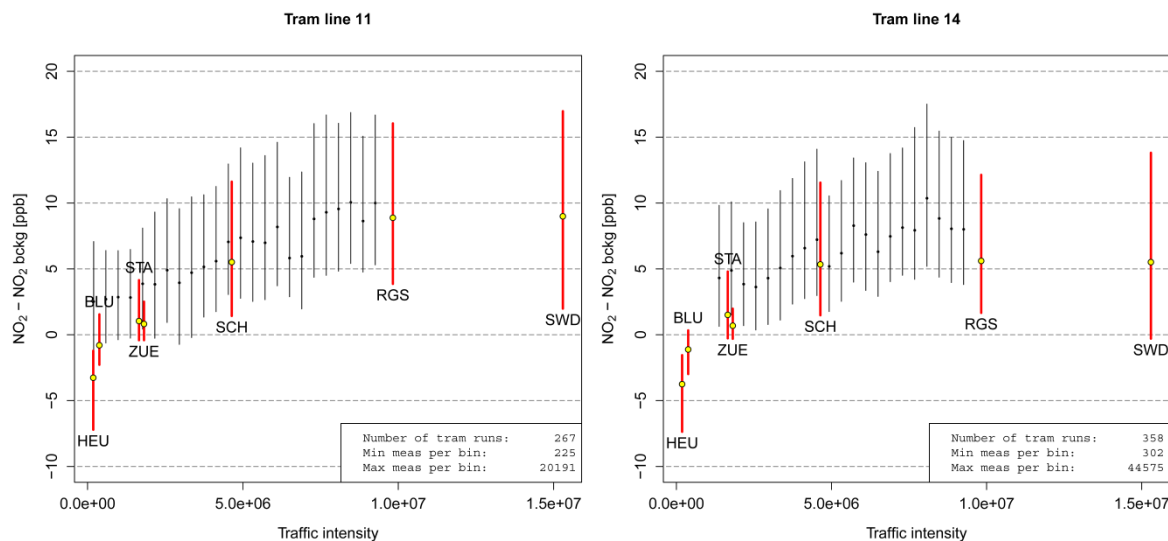 Tram line 11
NO2 − NO2 bckg [ppb]
20
15
10
5
0
−5
−10
STA
BLU
ZUE
SCH
RGS
SWD
HEU
Number of tram runs: 267
Min meas per bin: 225
Max meas per bin: 20191
0.0e+00 5.0e+06 1.0e+07 1.5e+07
Traffic intensity
Tram line 14
NO2 − NO2 bckg [ppb]
20
15
10
5
0
−5
−10
STA
BLU
ZUE
SCH
RGS
SWD
HEU
Number of tram runs: 358
Min meas per bin: 302
Max meas per bin: 44575
0.0e+00 5.0e+06 1.0e+07 1.5e+07
Traffic intensity